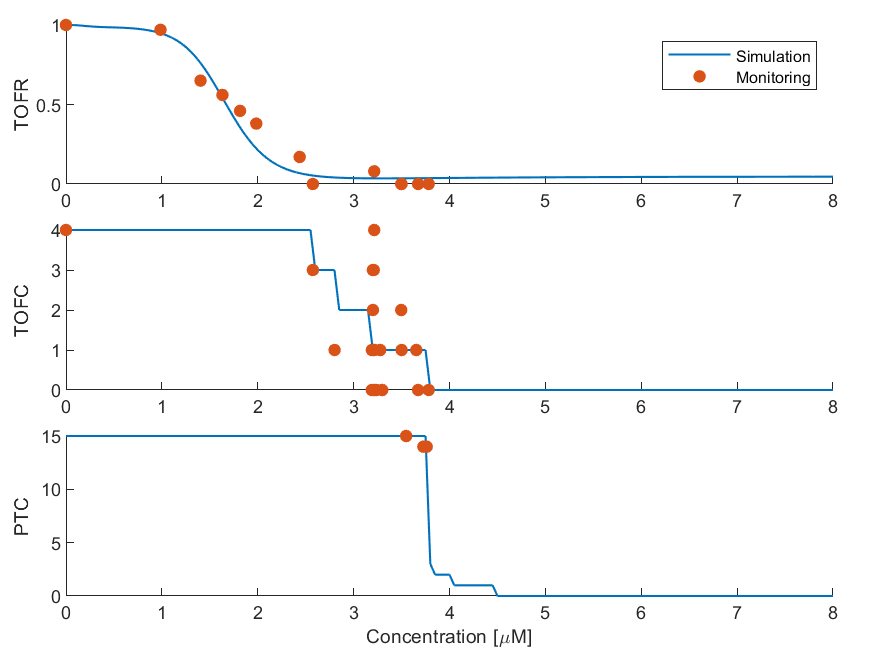 1
0.5
0
TOFR
Simulation
Monitoring
0 1 2 3 4 5 6 7 8
4
3
2
1
0
TOFC
0 1 2 3 4 5 6 7 8
15
10
5
0
PTC
0 1 2 3 4 5 6 7 8
Concentration [μM]